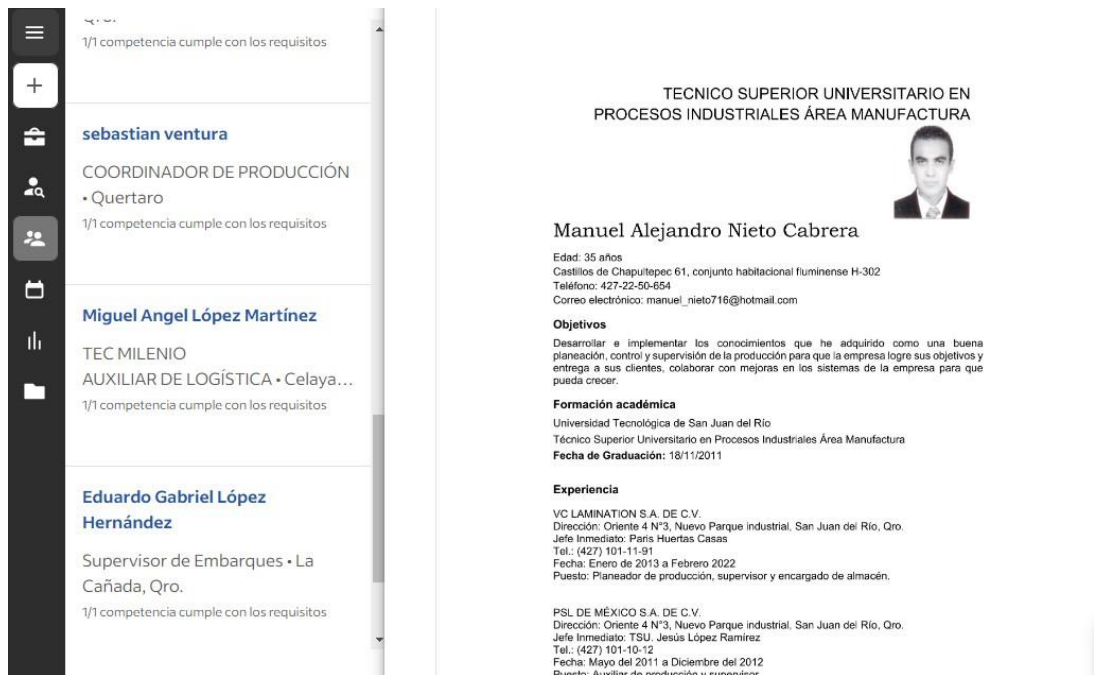 1/1 competencia cumple con los requisitos
sebastian ventura
COORDINADOR DE PRODUCCIÓN
• Quertaro
1/1 competencia cumple con los requisitos
Miguel Angel López Martínez
TEC MILENIO
AUXILIAR DE LOGÍSTICA • Celaya...
1/1 competencia cumple con los requisitos
Eduardo Gabriel López
Hernández
Supervisor de Embarques • La
Cañada, Qro.
1/1 competencia cumple con los requisitos
TECNICO SUPERIOR UNIVERSITARIO EN
PROCESOS INDUSTRIALES ÁREA MANUFACTURA
Manuel Alejandro Nieto Cabrera
Edad: 35 años
Castillos de Chapultepec 61, conjunto habitacional fluminense H-302
Teléfono: 427-22-50-654
Correo electrónico: manuel_nieto716@hotmail.com
Objetivos
Desarrollar e implementar los conocimientos que he adquirido como una buena
planeación, control y supervisión de la producción para que la empresa logre sus objetivos y
entrega a sus clientes, colaborar con mejoras en los sistemas de la empresa para que
pueda crecer.
Formación académica
Universidad Tecnológica de San Juan del Río
Técnico Superior Universitario en Procesos Industriales Área Manufactura
Fecha de Graduación: 18/11/2011
Experiencia
VC LAMINATION S.A. DE C.V.
Dirección: Oriente 4 N°3, Nuevo Parque industrial, San Juan del Río, Qro.
Jefe Inmediato: Paris Huertas Casas
Tel.: (427) 101-11-91
Fecha: Enero de 2013 a Febrero 2022
Puesto: Planeador de producción, supervisor y encargado de almacén.
PSL DE MÉXICO S.A. DE C.V.
Dirección: Oriente 4 N°3, Nuevo Parque industrial, San Juan del Río, Qro.
Jefe Inmediato: TSU. Jesús López Ramírez
Tel.: (427) 101-10-12
Fecha: Mayo del 2011 a Diciembre del 2012
Puesto: Auxiliar de producción y supervisor